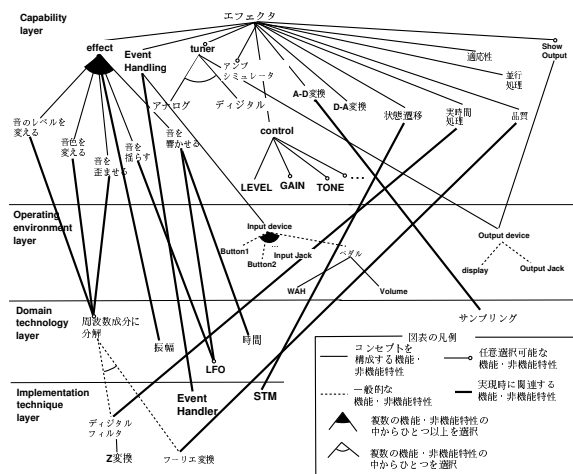 Capability
layer
エフェクタ
effect
Event
Handling
tuner
アンプ
シミュレータ
適応性
Show
Output
並行
処理
アナログ
ディジタル
A-D変換
D-A変換
状態遷移
実時間
処理
品質
音のレベルを
変える
音色を
変える
音を
歪ませる
音を
揺らす
音を
響かせる
control
LEVEL
GAIN
TONE
...
Operating
environment
layer
Input device
Button1
Button2
...
Input Jack
ペダル
WAH
Volume
Output device
display
Output Jack
Domain
technology
layer
周波数成分に
分解
振幅
LFO
時間
サンプリング
Implementation
technique
layer
ディジタル
フィルタ
Z変換
フーリエ変換
Event
Handler
STM
図表の凡例
コンセプトを
構成する機能・
非機能特性
任意選択可能な
機能・非機能特性
一般的な
機能・非機能特性
実現時に関連する
機能・非機能特性
複数の機能・非機能特性の
中からひとつ以上を選択
複数の機能・非機能特性の
中からひとつを選択